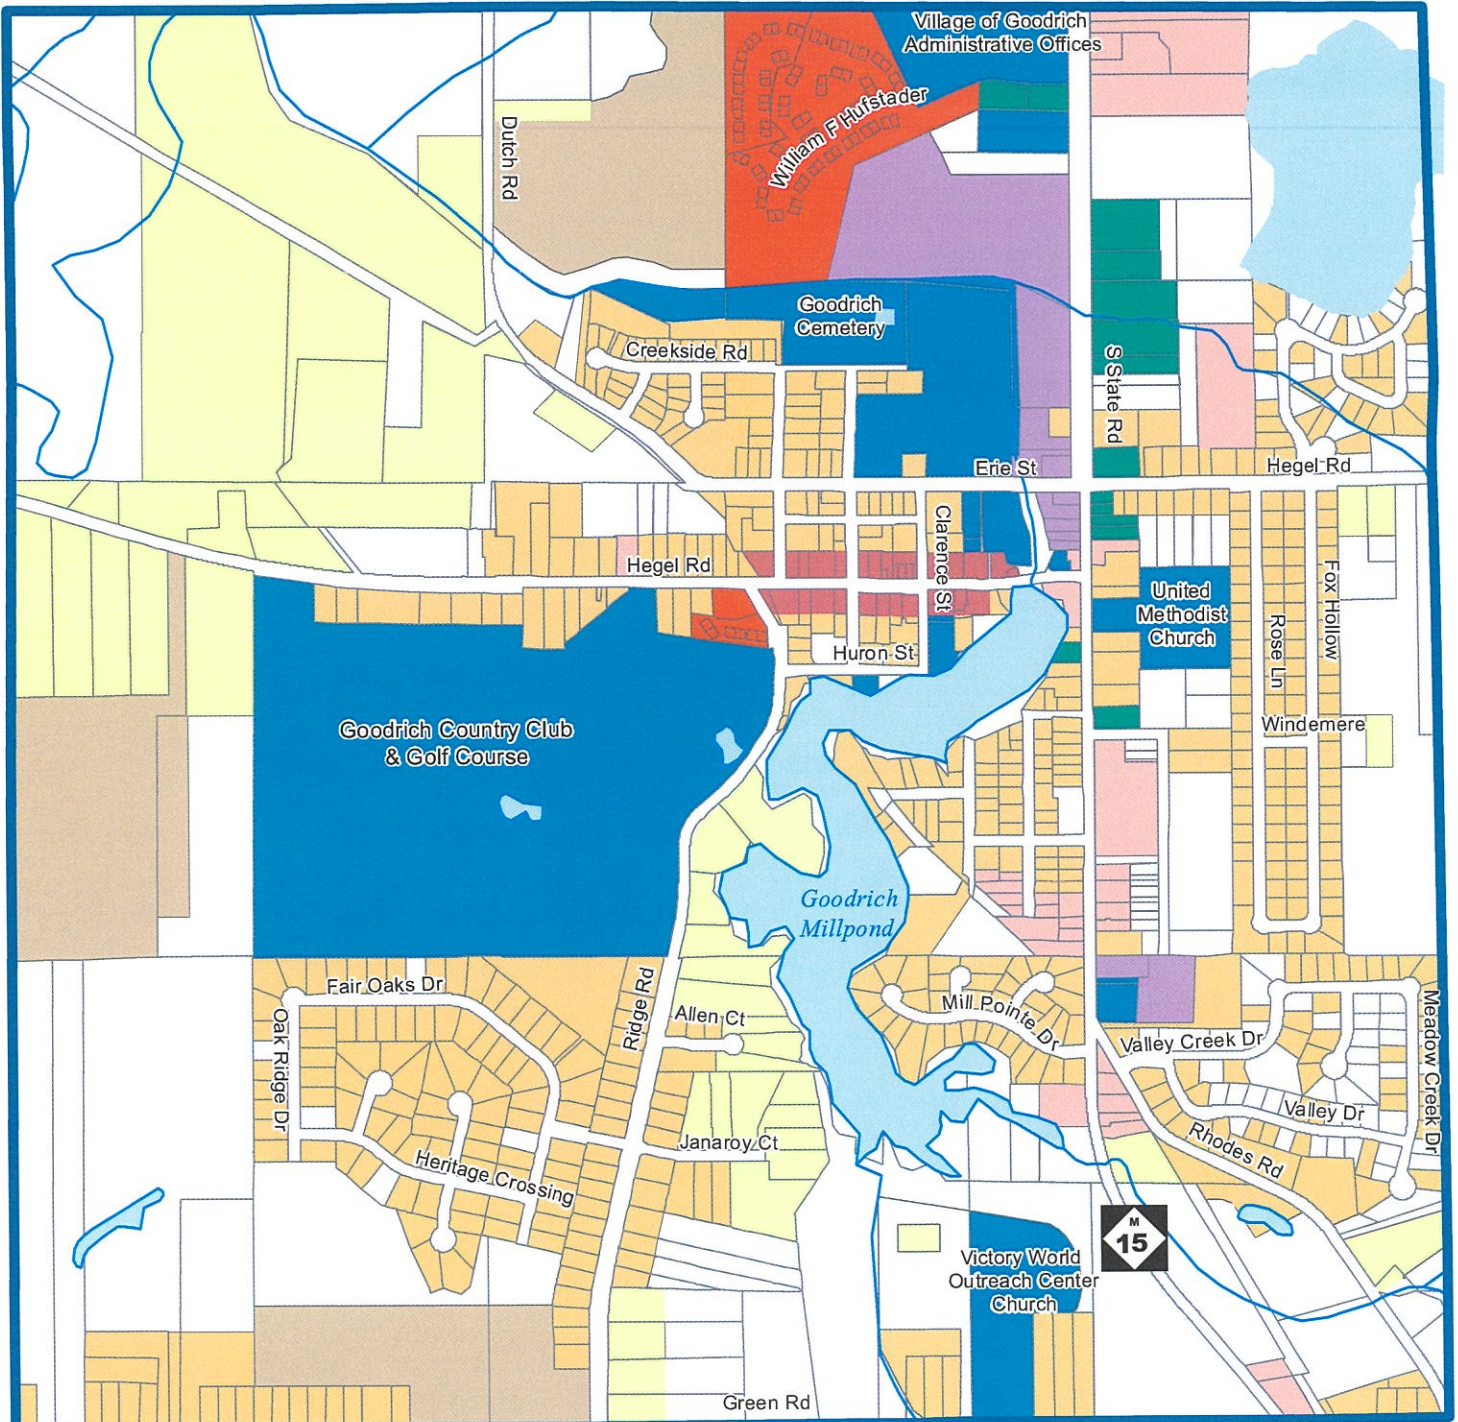 Village of Goodrich
Administrative Offices
William F Hufstader
Dutch Rd
Goodrich
Cemetery
Creekside Rd
S State Rd
Erie St
Hegel Rd
Clarence St
Hegel Rd
United
Methodist
Church
Fox Hollow
Rose Ln
Huron St
Windemere
Goodrich Country Club
& Golf Course
Goodrich
Millpond
Fair Oaks Dr
Oak Ridge Dr
Ridge Rd
Allen Ct
Mill Pointe Dr
Valley Creek Dr
Meadow Creek Dr
Valley Dr
Rhodes Rd
Janaroy Ct
Heritage Crossing
M
15
Victory World
Outreach Center
Church
Green Rd